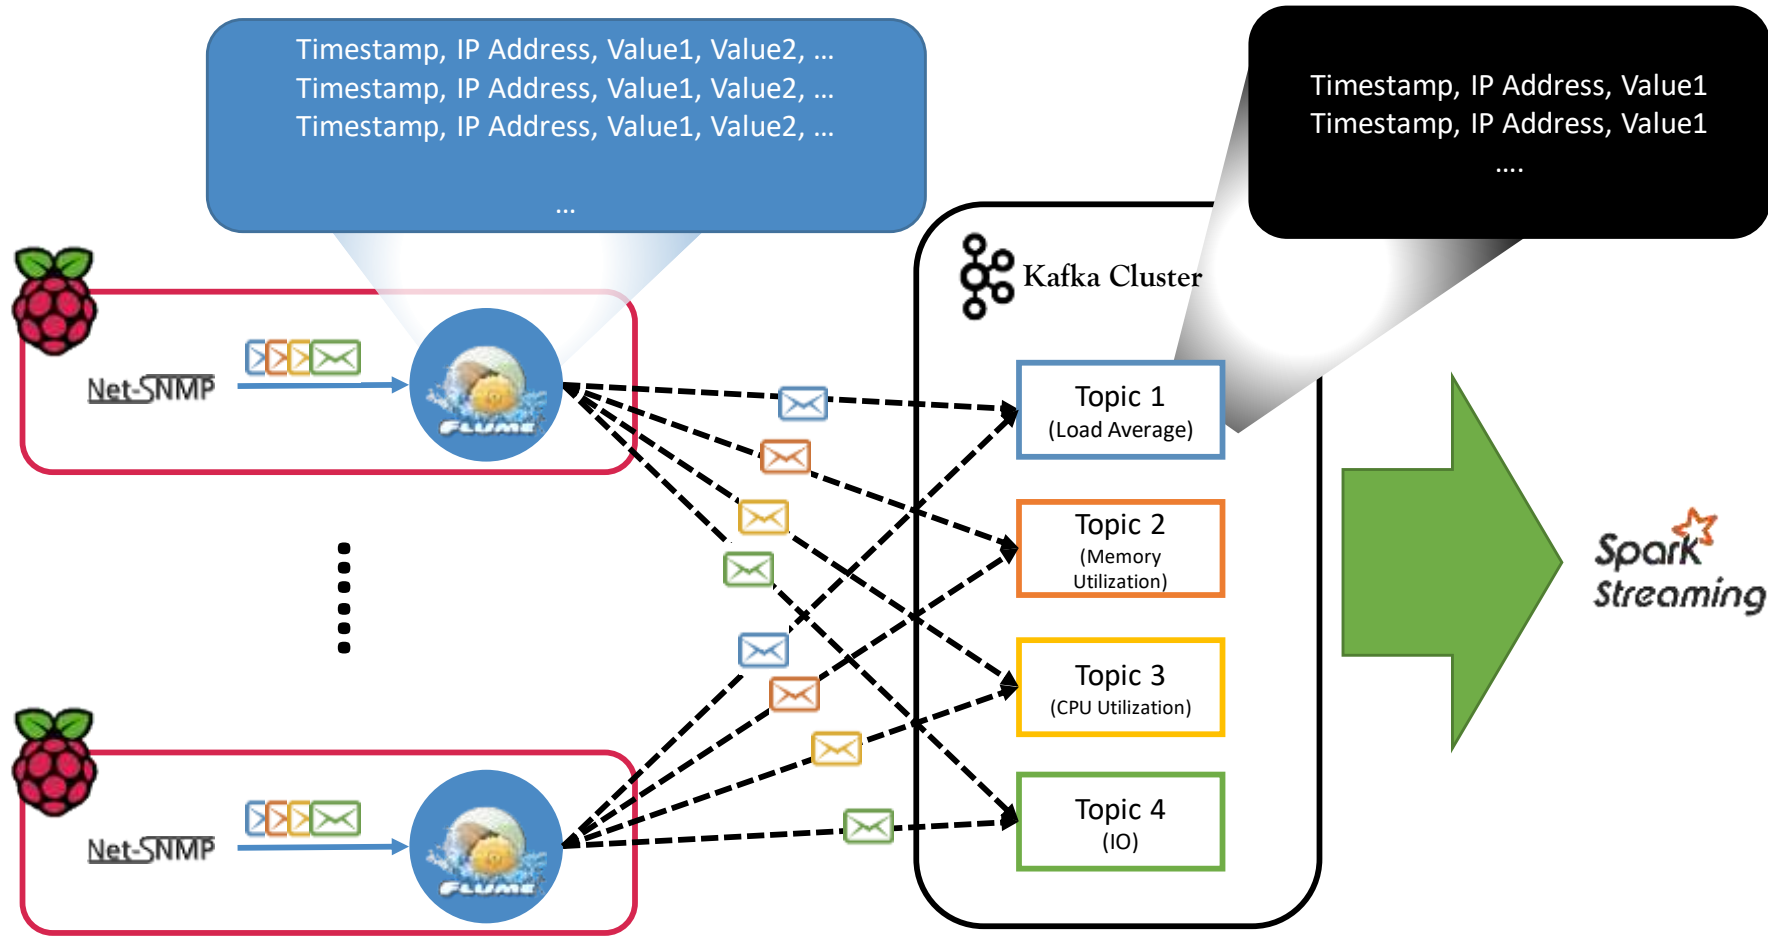 Timestamp, IP Address, Value1, Value2, ...
Timestamp, IP Address, Value1, Value2, ...
Timestamp, IP Address, Value1, Value2, ...
...
Timestamp, IP Address, Value1
Timestamp, IP Address, Value1
....
Kafka Cluster
Net-SNMP
FLUME
Topic 1
(Load Average)
Topic 2
(Memory
Utilization)
Topic 3
(CPU Utilization)
Topic 4
(IO)
Spark
Streaming
Net-SNMP
FLUME